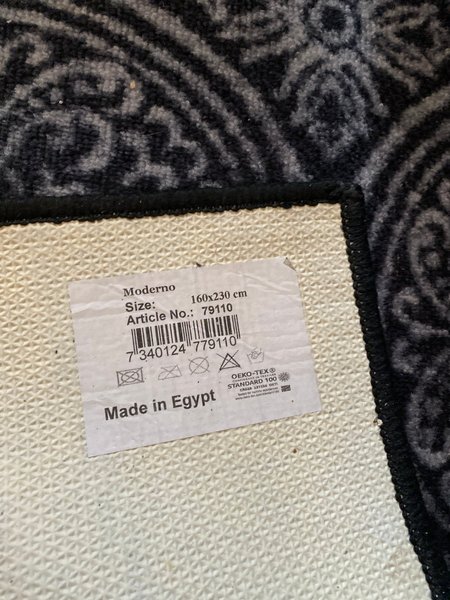 Moderno
Size: 160x230 cm
Article No.: 79110
7 340124 779110
OEKO-TEX®
STANDARD 100
Made in Egypt